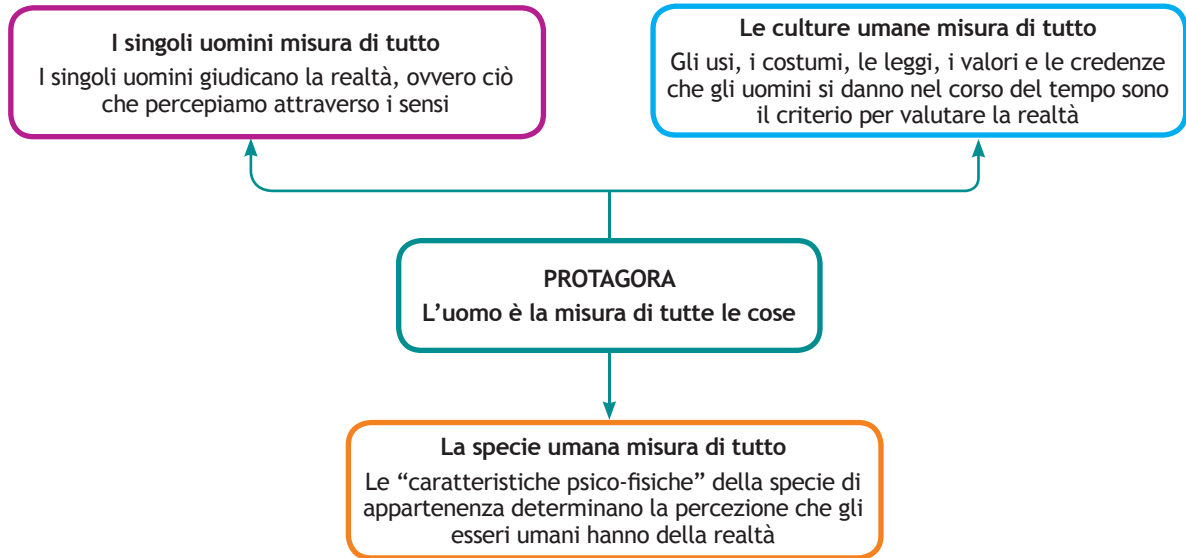 I singoli uomini misura di tutto
I singoli uomini giudicano la realtà, ovvero ciò
che percepiamo attraverso i sensi
Le culture umane misura di tutto
Gli usi, i costumi, le leggi, i valori e le credenze
che gli uomini si danno nel corso del tempo sono
il criterio per valutare la realtà
PROTAGORA
L’uomo è la misura di tutte le cose
La specie umana misura di tutto
Le “caratteristiche psico-fisiche” della specie di
appartenenza determinano la percezione che gli
esseri umani hanno della realtà